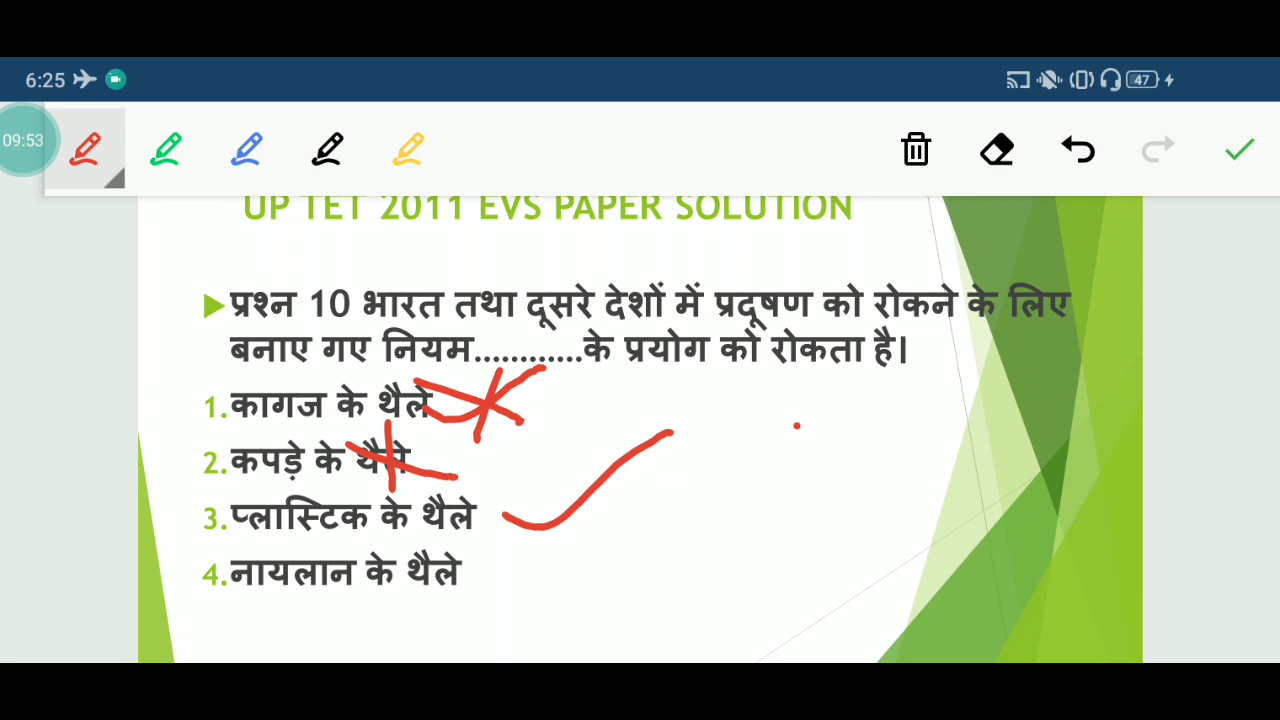 6:25
47
09:53
UP TET 2011 EVS PAPER SOLUTION
प्रश्न 10 भारत तथा दूसरे देशों में प्रदूषण को रोकने के लिए
बनाए गए नियम............के प्रयोग को रोकता है।
1.कागज के थैले
2.कपड़े के थैले
3.प्लास्टिक के थैले
4.नायलान के थैले